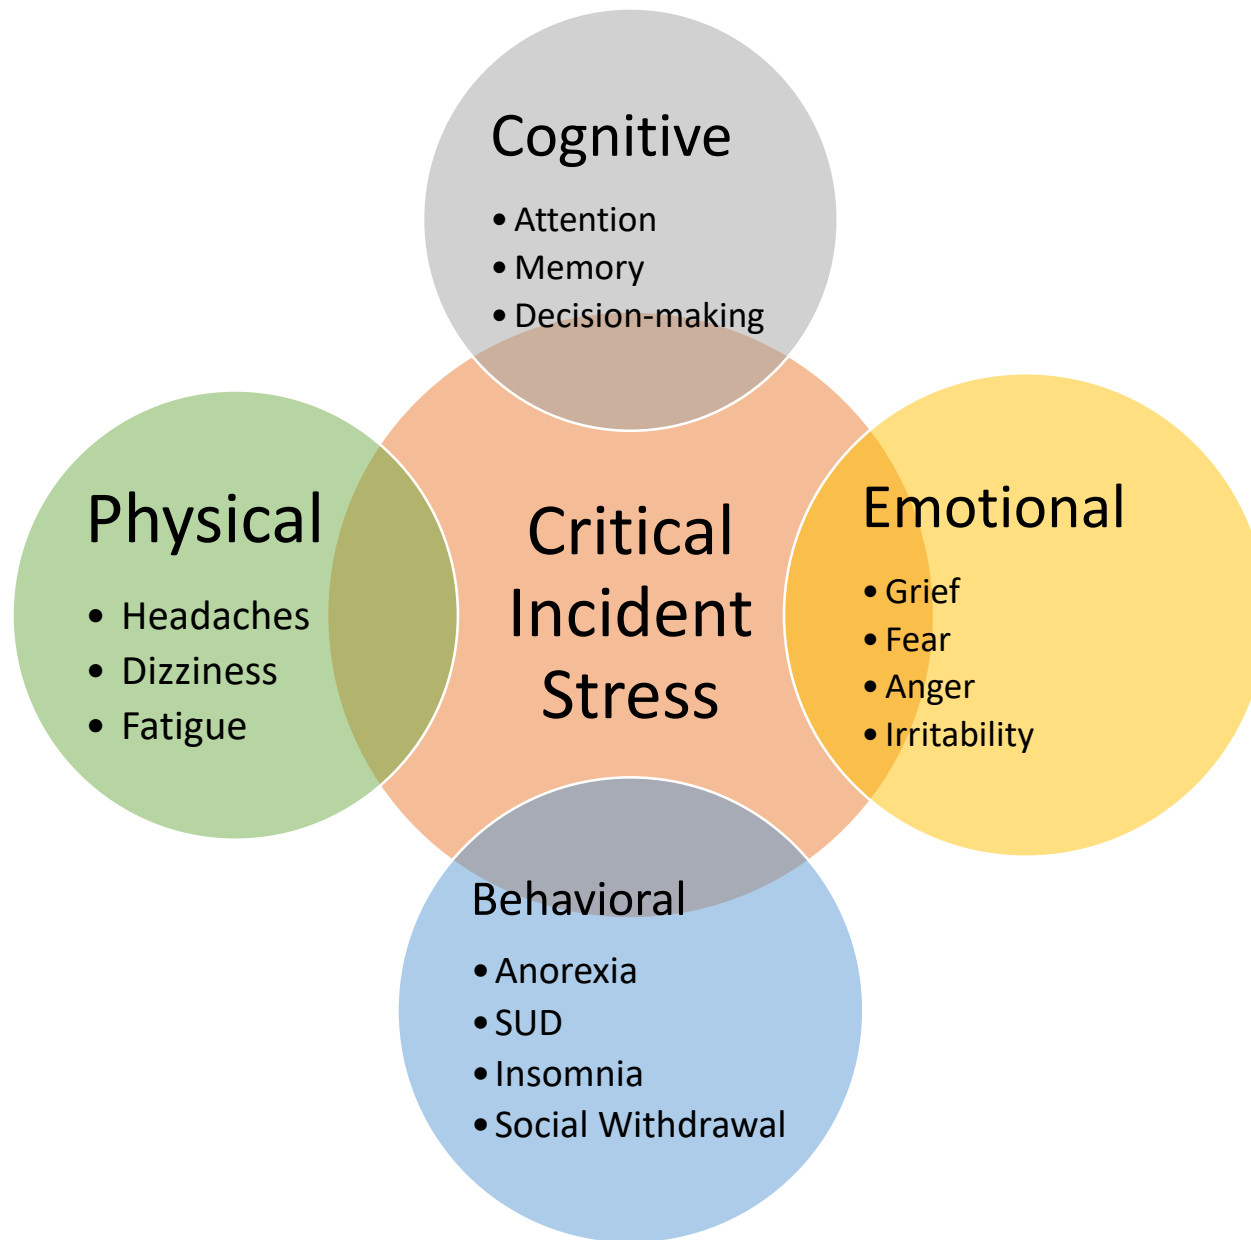 Cognitive
• Attention
• Memory
• Decision-making
Physical
• Headaches
• Dizziness
• Fatigue
Critical
Incident
Stress
Emotional
• Grief
• Fear
• Anger
• Irritability
Behavioral
• Anorexia
• SUD
• Insomnia
• Social Withdrawal